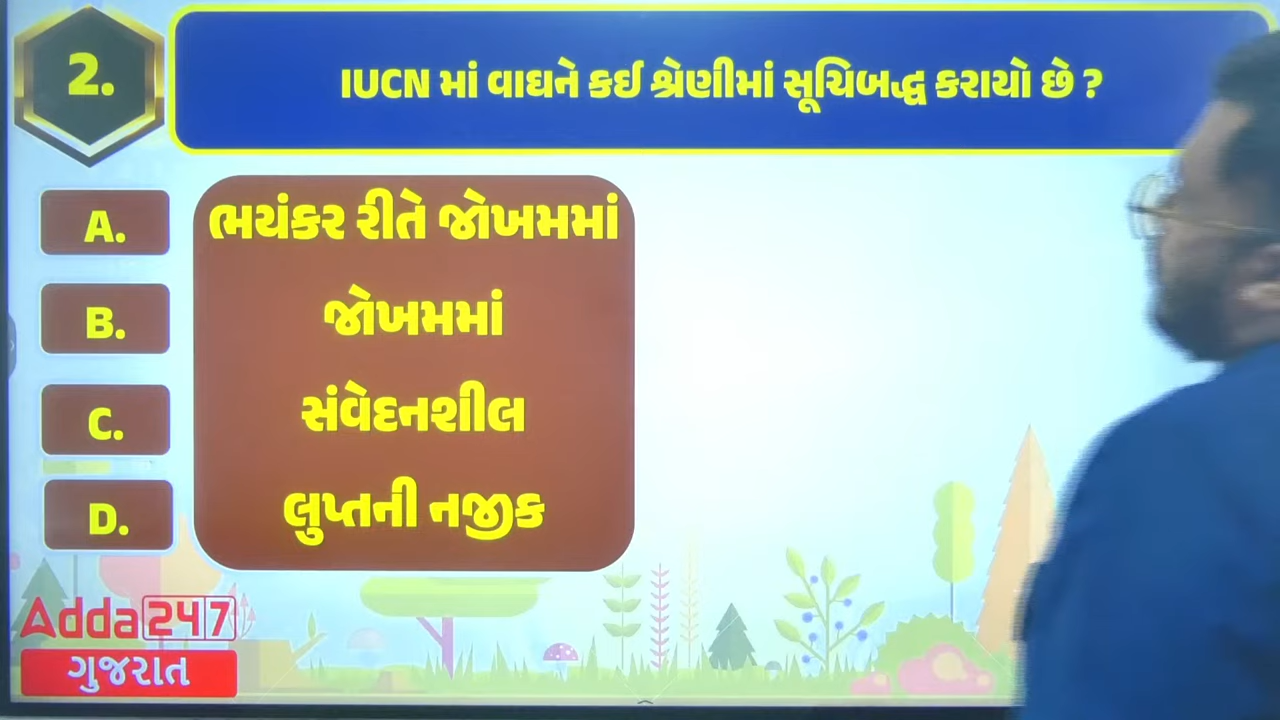 2.
IUCN માં વાઘને કઈ શ્રેણીમાં સૂચિબદ્ધ કરાયો છે ?
A.
ભયંકર રીતે જોખમમાં
B.
જોખમમાં
C.
સંવેદનશીલ
D.
લુપ્તની નજીક
Adda247
ગુજરાત